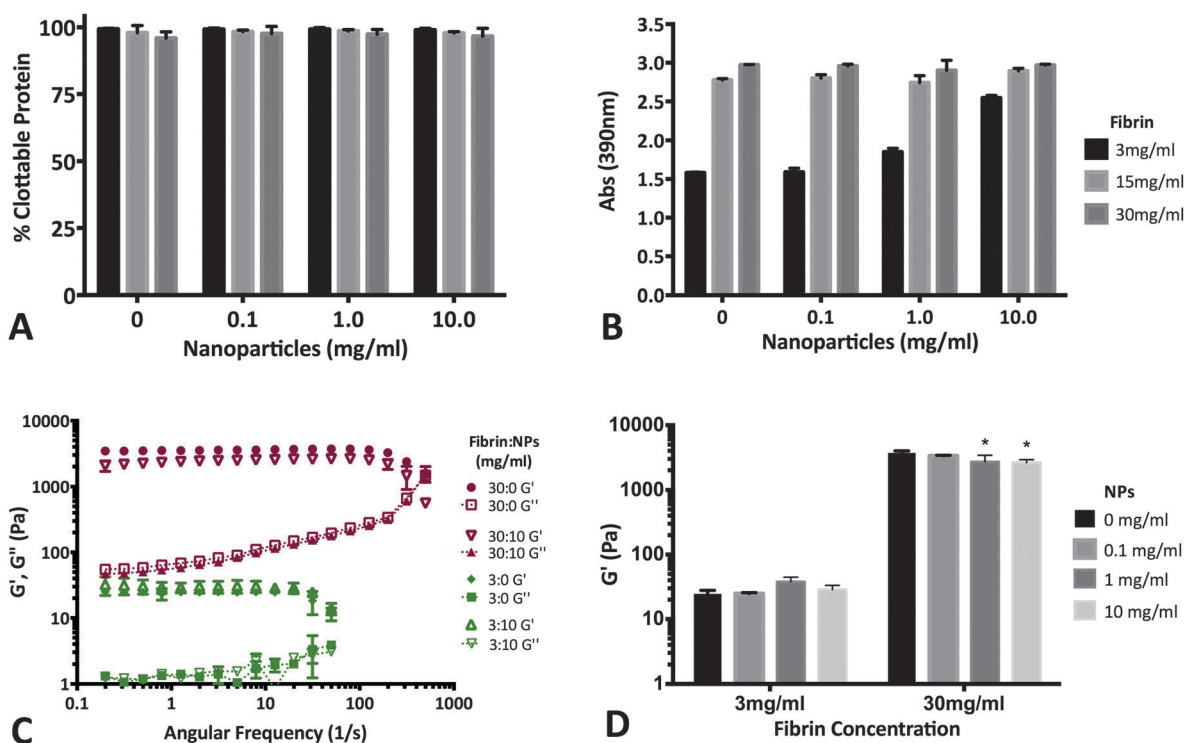 100
75
50
25
0
% Clottable Protein
0 0.1 1.0 10.0
Nanoparticles (mg/ml)
A
3.5
3.0
2.5
2.0
1.5
1.0
0.5
0.0
Abs (390nm)
0 0.1 1.0 10.0
Nanoparticles (mg/ml)
B
Fibrin
3mg/ml
15mg/ml
30mg/ml
10000
1000
100
10
1
G', G" (Pa)
0.1 1 10 100 1000
Angular Frequency (1/s)
C
Fibrin:NPs
(mg/ml)
30:0 G'
30:0 G''
30:10 G'
30:10 G''
3:0 G'
3:0 G''
3:10 G'
3:10 G''
10000
1000
100
10
1
G' (Pa)
* *
3mg/ml 30mg/ml
Fibrin Concentration
D
NPs
0 mg/ml
0.1 mg/ml
1 mg/ml
10 mg/ml